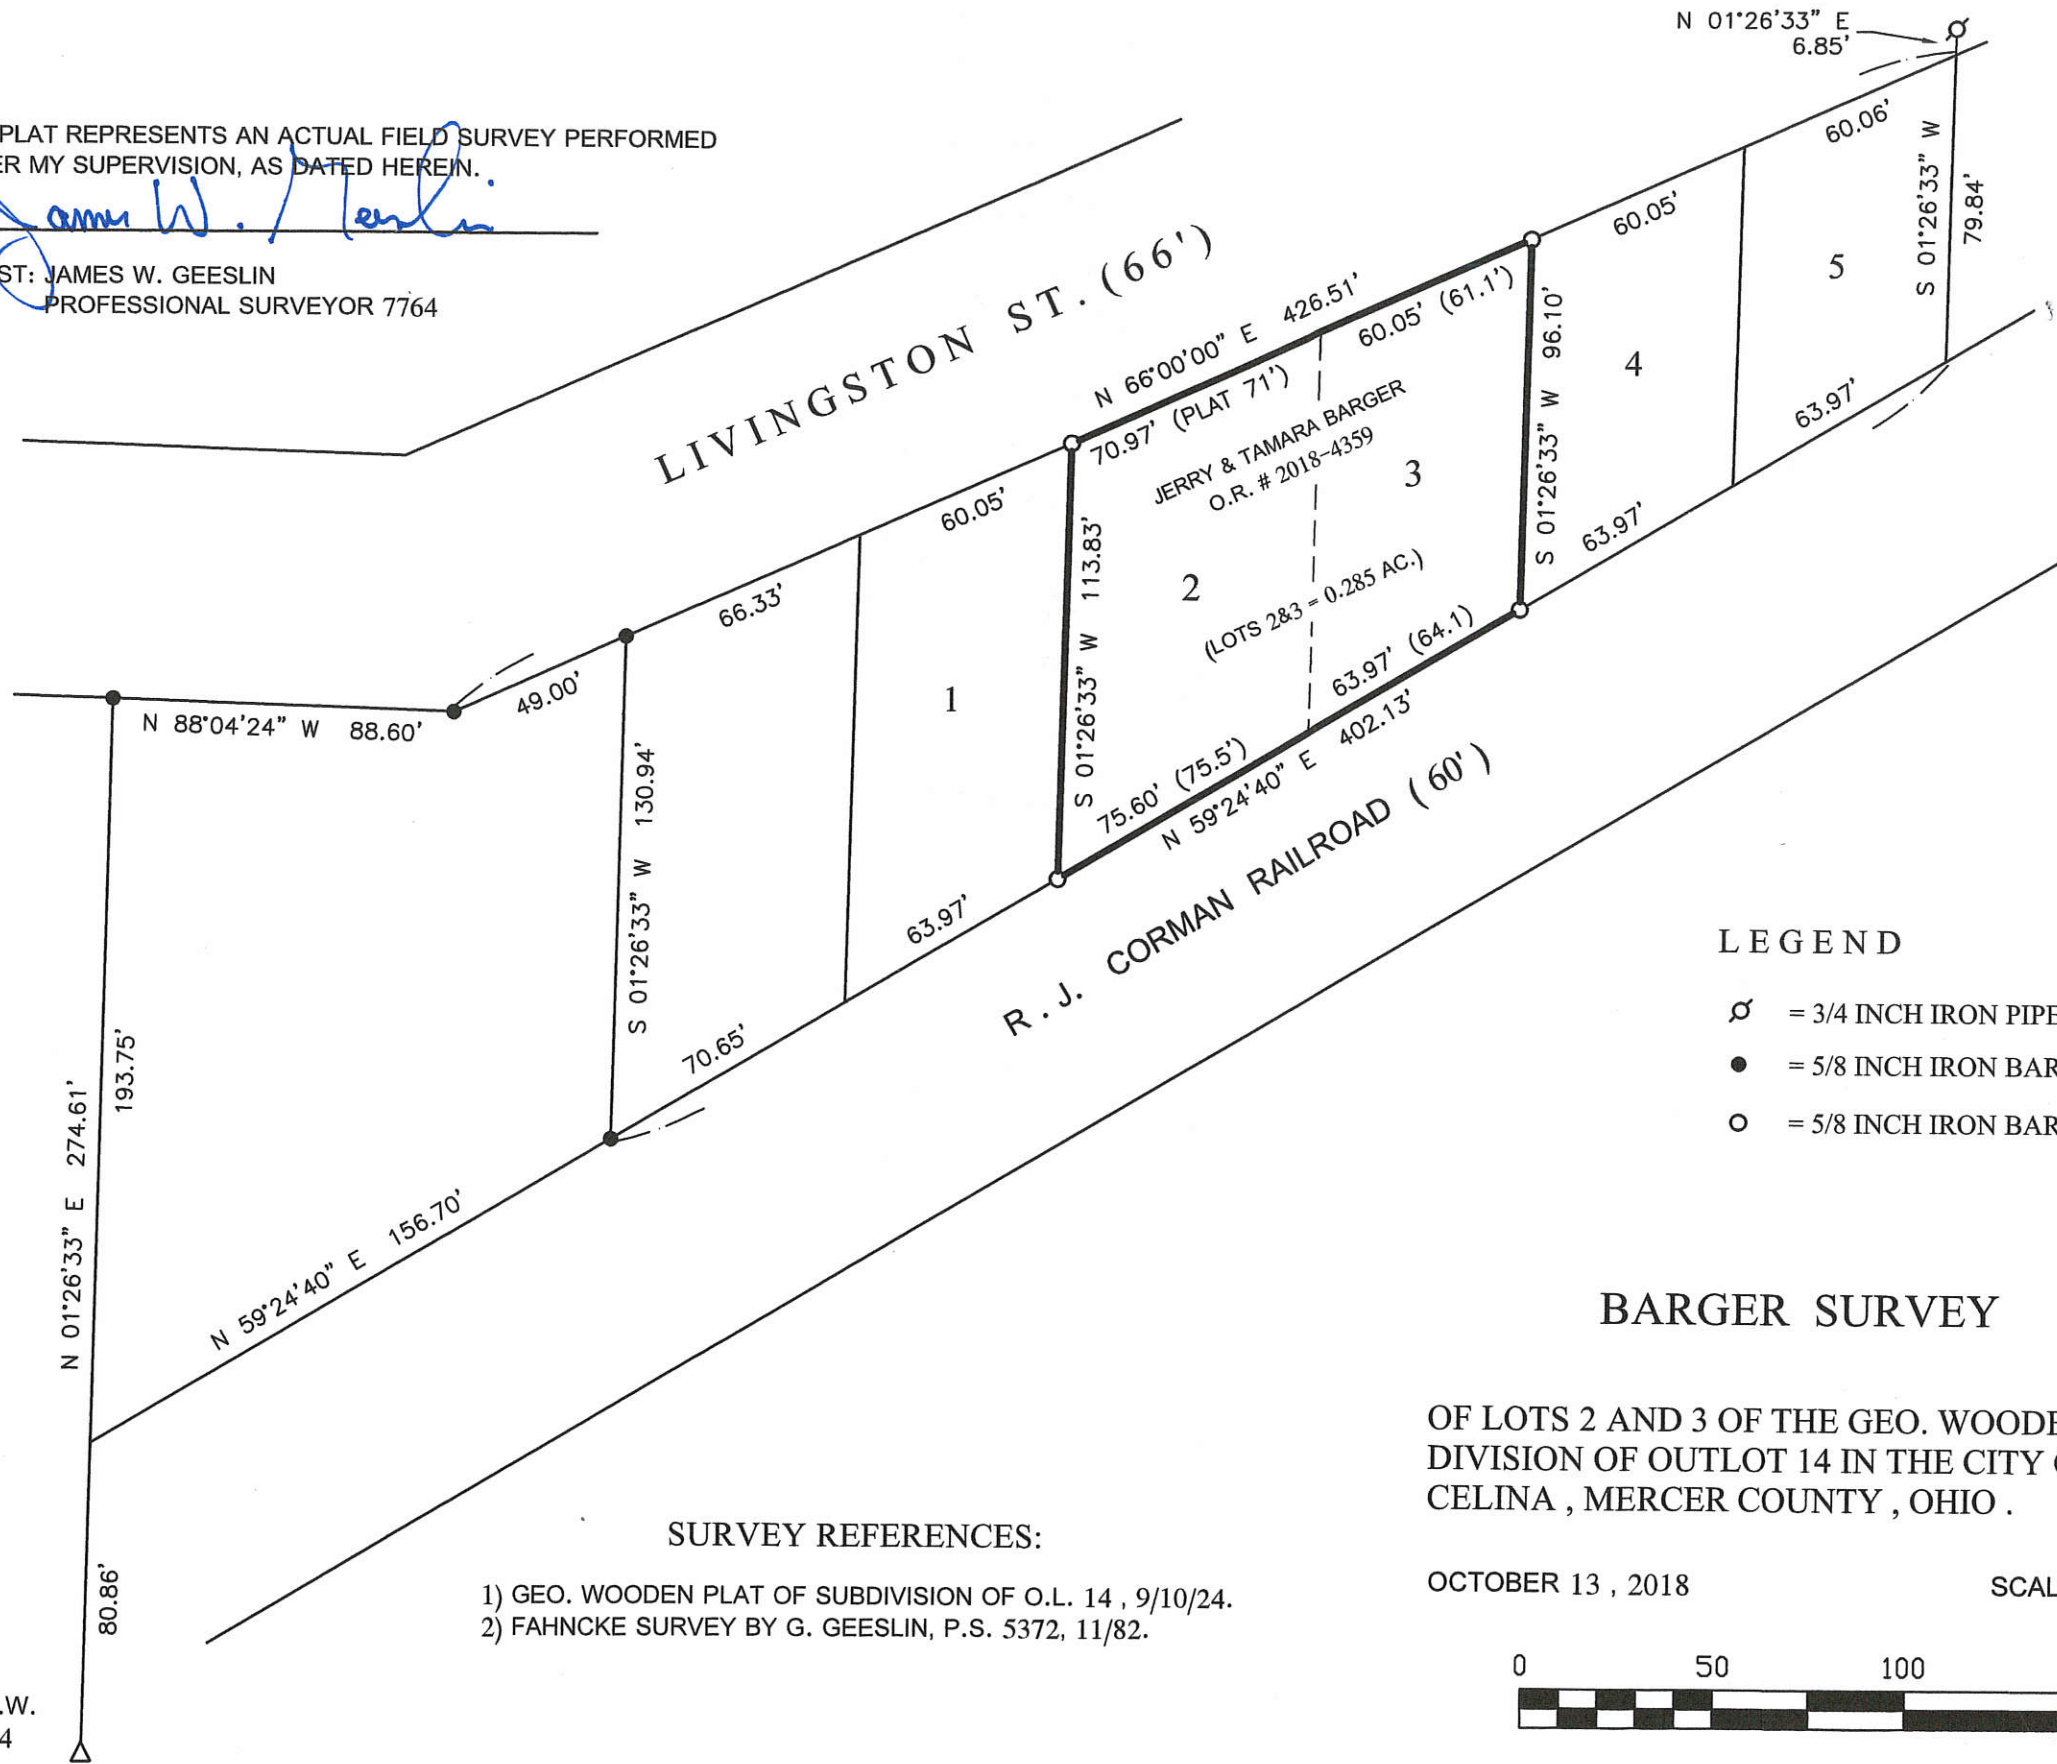 N 01°26'33" E
6.85'
PLAT REPRESENTS AN ACTUAL FIELD SURVEY PERFORMED
ER MY SUPERVISION, AS DATED HEREIN.
James W. Geeslin
ST: JAMES W. GEESLIN
PROFESSIONAL SURVEYOR 7764
LIVINGSTON ST. (66')
N 66°00'00" E 426.51'
60.06'
60.05'
60.05' (61.1')
70.97' (PLAT 71')
60.05'
66.33'
49.00'
S 01°26'33" W
79.84'
5
4
S 01°26'33" W 96.10'
3
JERRY & TAMARA BARGER
O.R. # 2018-4359
2
(LOTS 2&3 = 0.285 AC.)
S 01°26'33" W 113.83'
1
S 01°26'33" W 130.94'
N 88°04'24" W 88.60'
63.97'
63.97'
63.97' (64.1)
75.60' (75.5')
N 59°24'40" E 402.13'
63.97'
70.65'
R. J. CORMAN RAILROAD (60')
N 59°24'40" E 156.70'
193.75'
N 01°26'33" E 274.61'
80.86'
.W.
4
LEGEND
= 3/4 INCH IRON PIPE
= 5/8 INCH IRON BAR
= 5/8 INCH IRON BAR
BARGER SURVEY
OF LOTS 2 AND 3 OF THE GEO. WOODE
DIVISION OF OUTLOT 14 IN THE CITY
CELINA , MERCER COUNTY , OHIO .
OCTOBER 13 , 2018
SCAL
0 50 100
SURVEY REFERENCES:
1) GEO. WOODEN PLAT OF SUBDIVISION OF O.L. 14 , 9/10/24.
2) FAHNCKE SURVEY BY G. GEESLIN, P.S. 5372, 11/82.